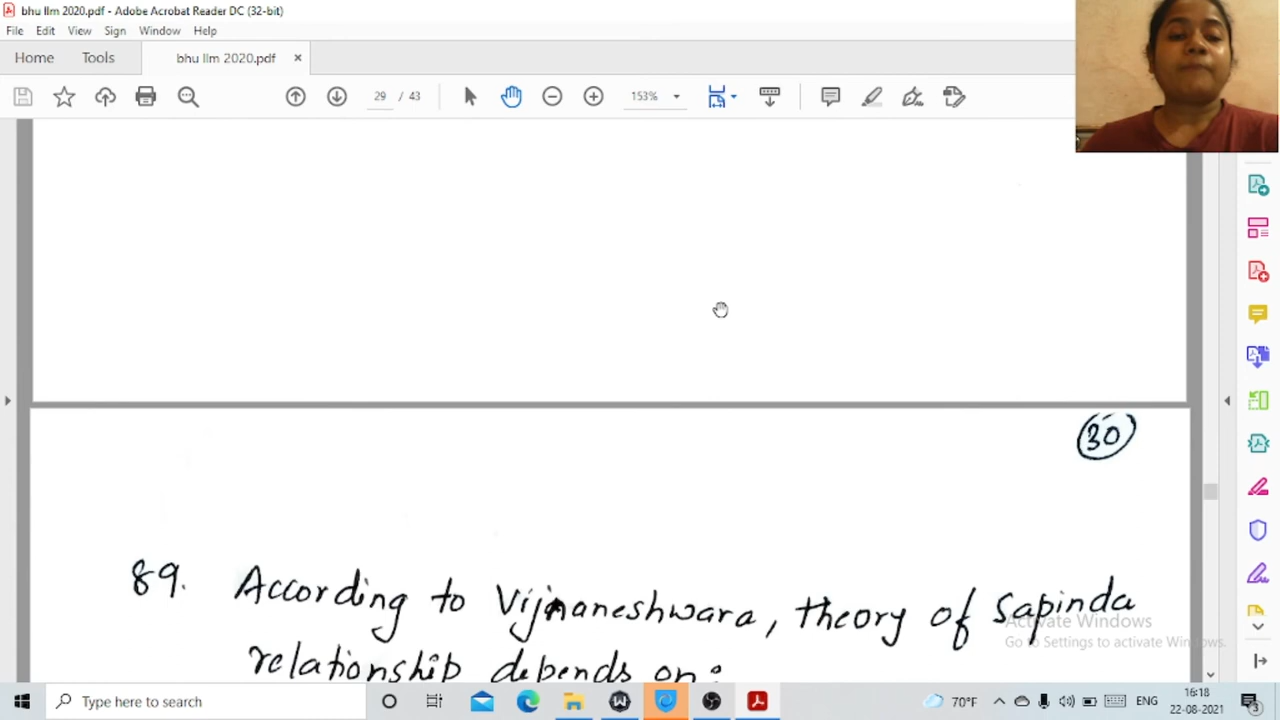 bhu llm 2020.pdf - Adobe Acrobat Reader DC (32-bit)
File Edit View Sign Window Help
Home Tools bhu llm 2020.pdf ×
29 / 43 153%
30
89. According to Vijnaneshwara, theory of Sapinda
relationship depends on:
Activate Windows
Go to Settings to activate Windows.
Type here to search
70°F ENG 16:18
22-08-2021
3